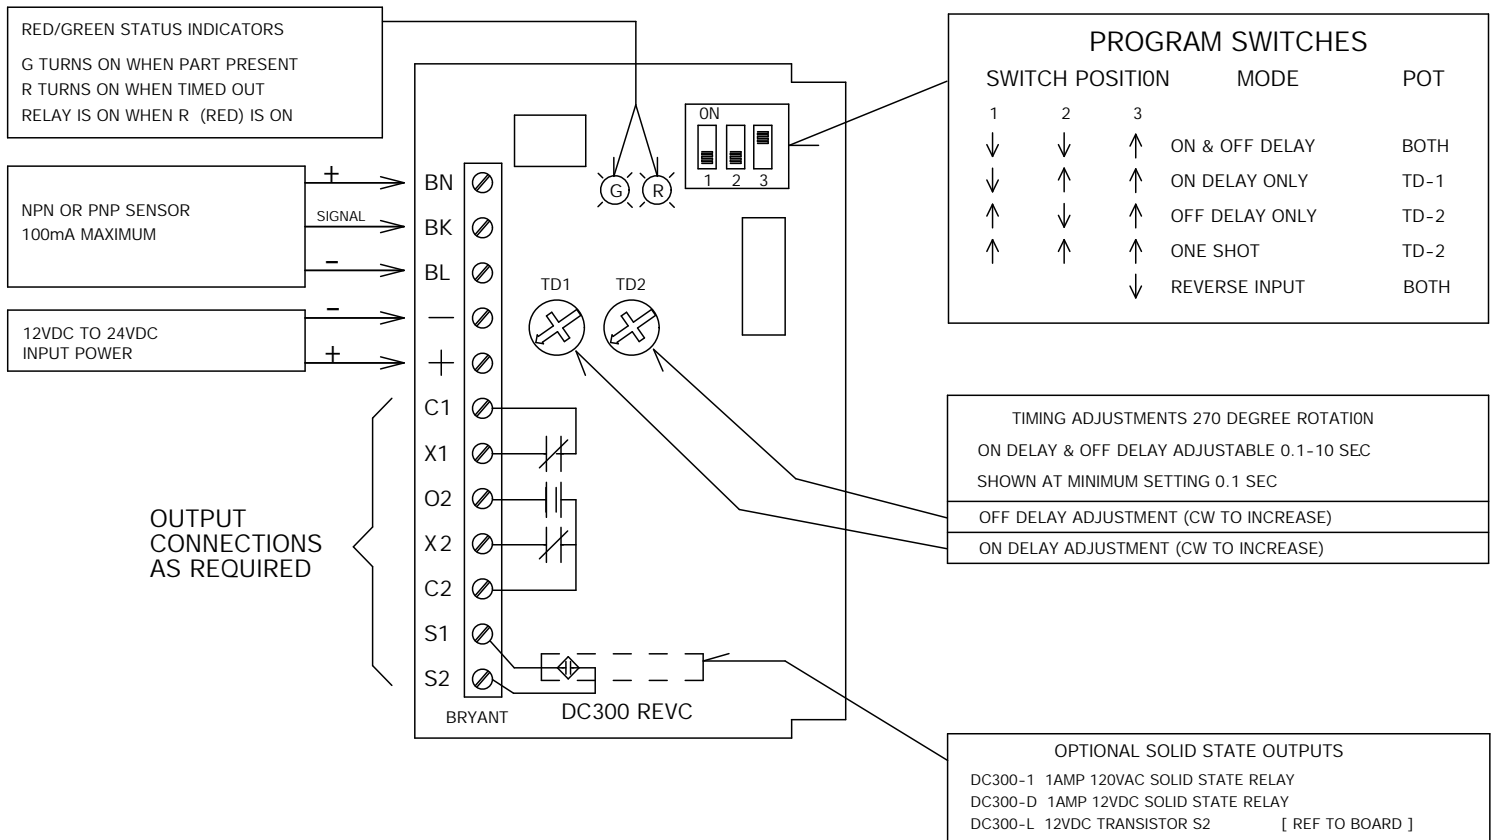 RED/GREEN STATUS INDICATORS
G TURNS ON WHEN PART PRESENT
R TURNS ON WHEN TIMED OUT
RELAY IS ON WHEN R (RED) IS ON
NPN OR PNP SENSOR
100mA MAXIMUM
+
SIGNAL
−
12VDC TO 24VDC
INPUT POWER
−
+
OUTPUT
CONNECTIONS
AS REQUIRED
BN
BK
BL
—
+
C1
X1
O2
X2
C2
S1
S2
BRYANT
DC300 REVC
G R
ON
1 2 3
TD1 TD2
PROGRAM SWITCHES
SWITCH POSITION MODE POT
1 2 3
↓ ↓ ↑ ON & OFF DELAY BOTH
↓ ↑ ↑ ON DELAY ONLY TD-1
↑ ↓ ↑ OFF DELAY ONLY TD-2
↑ ↑ ↑ ONE SHOT TD-2
↓ REVERSE INPUT BOTH
TIMING ADJUSTMENTS 270 DEGREE ROTATION
ON DELAY & OFF DELAY ADJUSTABLE 0.1-10 SEC
SHOWN AT MINIMUM SETTING 0.1 SEC
OFF DELAY ADJUSTMENT (CW TO INCREASE)
ON DELAY ADJUSTMENT (CW TO INCREASE)
OPTIONAL SOLID STATE OUTPUTS
DC300-1 1AMP 120VAC SOLID STATE RELAY
DC300-D 1AMP 12VDC SOLID STATE RELAY
DC300-L 12VDC TRANSISTOR S2 [ REF TO BOARD ]